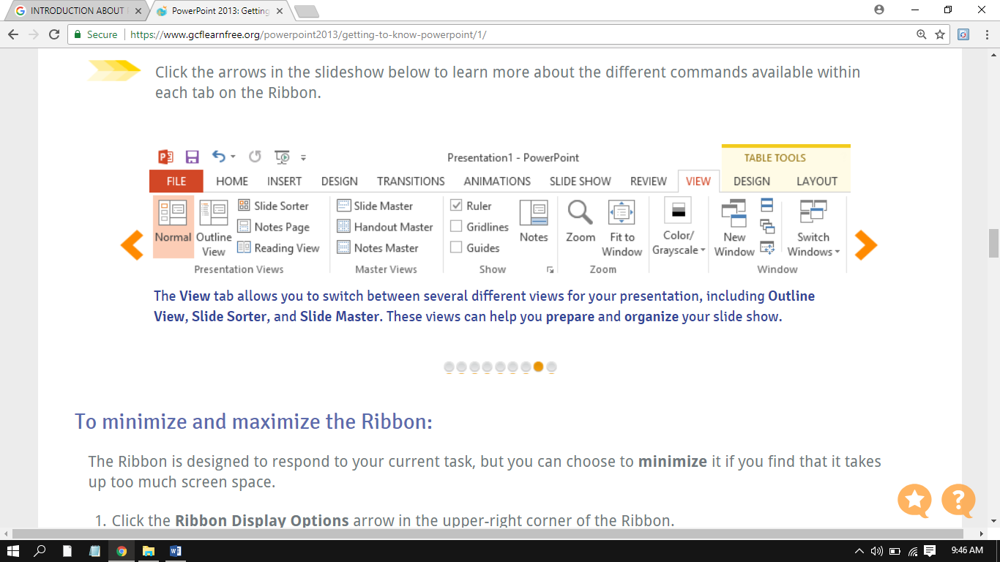 INTRODUCTION ABOUT
PowerPoint 2013: Getting
Secure
https://www.gcflearnfree.org/powerpoint2013/getting-to-know-powerpoint/1/
Click the arrows in the slideshow below to learn more about the different commands available within
each tab on the Ribbon.
Presentation1 - PowerPoint
TABLE TOOLS
FILE HOME INSERT DESIGN TRANSITIONS ANIMATIONS SLIDE SHOW REVIEW VIEW DESIGN LAYOUT
Normal
Outline
View
Slide Sorter
Notes Page
Reading View
Presentation Views
Slide Master
Handout Master
Notes Master
Master Views
Ruler
Gridlines
Guides
Notes
Show
Zoom
Fit to
Window
Zoom
Color/
Grayscale
New
Window
Switch
Windows
Window
The View tab allows you to switch between several different views for your presentation, including Outline
View, Slide Sorter, and Slide Master. These views can help you prepare and organize your slide show.
To minimize and maximize the Ribbon:
The Ribbon is designed to respond to your current task, but you can choose to minimize it if you find that it takes
up too much screen space.
1. Click the Ribbon Display Options arrow in the upper-right corner of the Ribbon.
9:46 AM